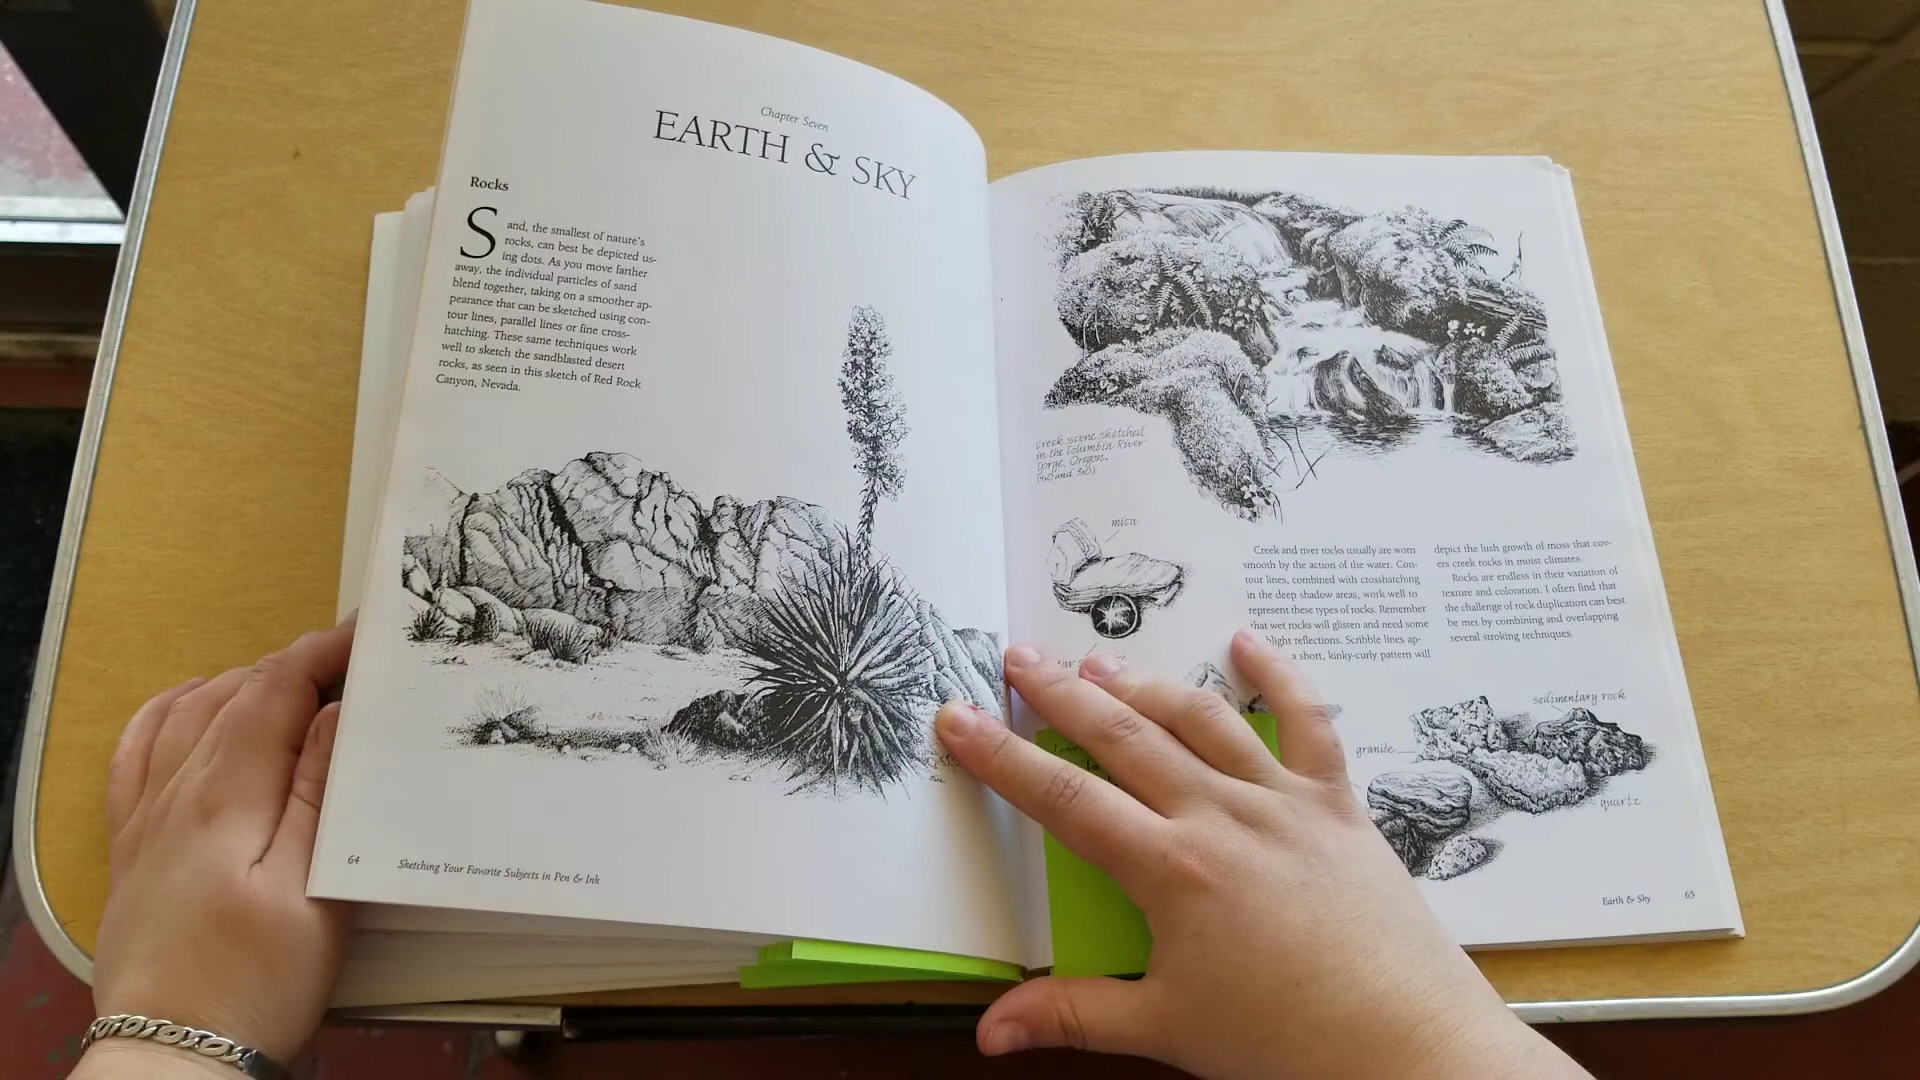 Chapter Seven
EARTH & SKY
Rocks
Sand, the smallest of nature's
rocks, can best be depicted us-
ing dots. As you move farther
away, the individual particles of sand
blend together, taking on a smoother ap-
pearance that can be sketched using con-
tour lines, parallel lines or fine cross-
hatching. These same techniques work
well to sketch the sandblasted desert
rocks, as seen in this sketch of Red Rock
Canyon, Nevada.
64
Sketching Your Favorite Subjects in Pen & Ink
Creek scene sketched
in the Columbia River
Gorge, Oregon.
(4x0 and 3x0)
mica
Creek and river rocks usually are worn
smooth by the action of the water. Con-
tour lines, combined with crosshatching
in the deep shadow areas, work well to
represent these types of rocks. Remember
that wet rocks will glisten and need some
light reflections. Scribble lines ap-
a short, kinky-curly pattern will
depict the lush growth of moss that cov-
ers creek rocks in moist climates.
Rocks are endless in their variation of
texture and coloration. I often find that
the challenge of rock duplication can best
be met by combining and overlapping
several stroking techniques.
sedimentary rock
granite
quartz
Earth & Sky
65